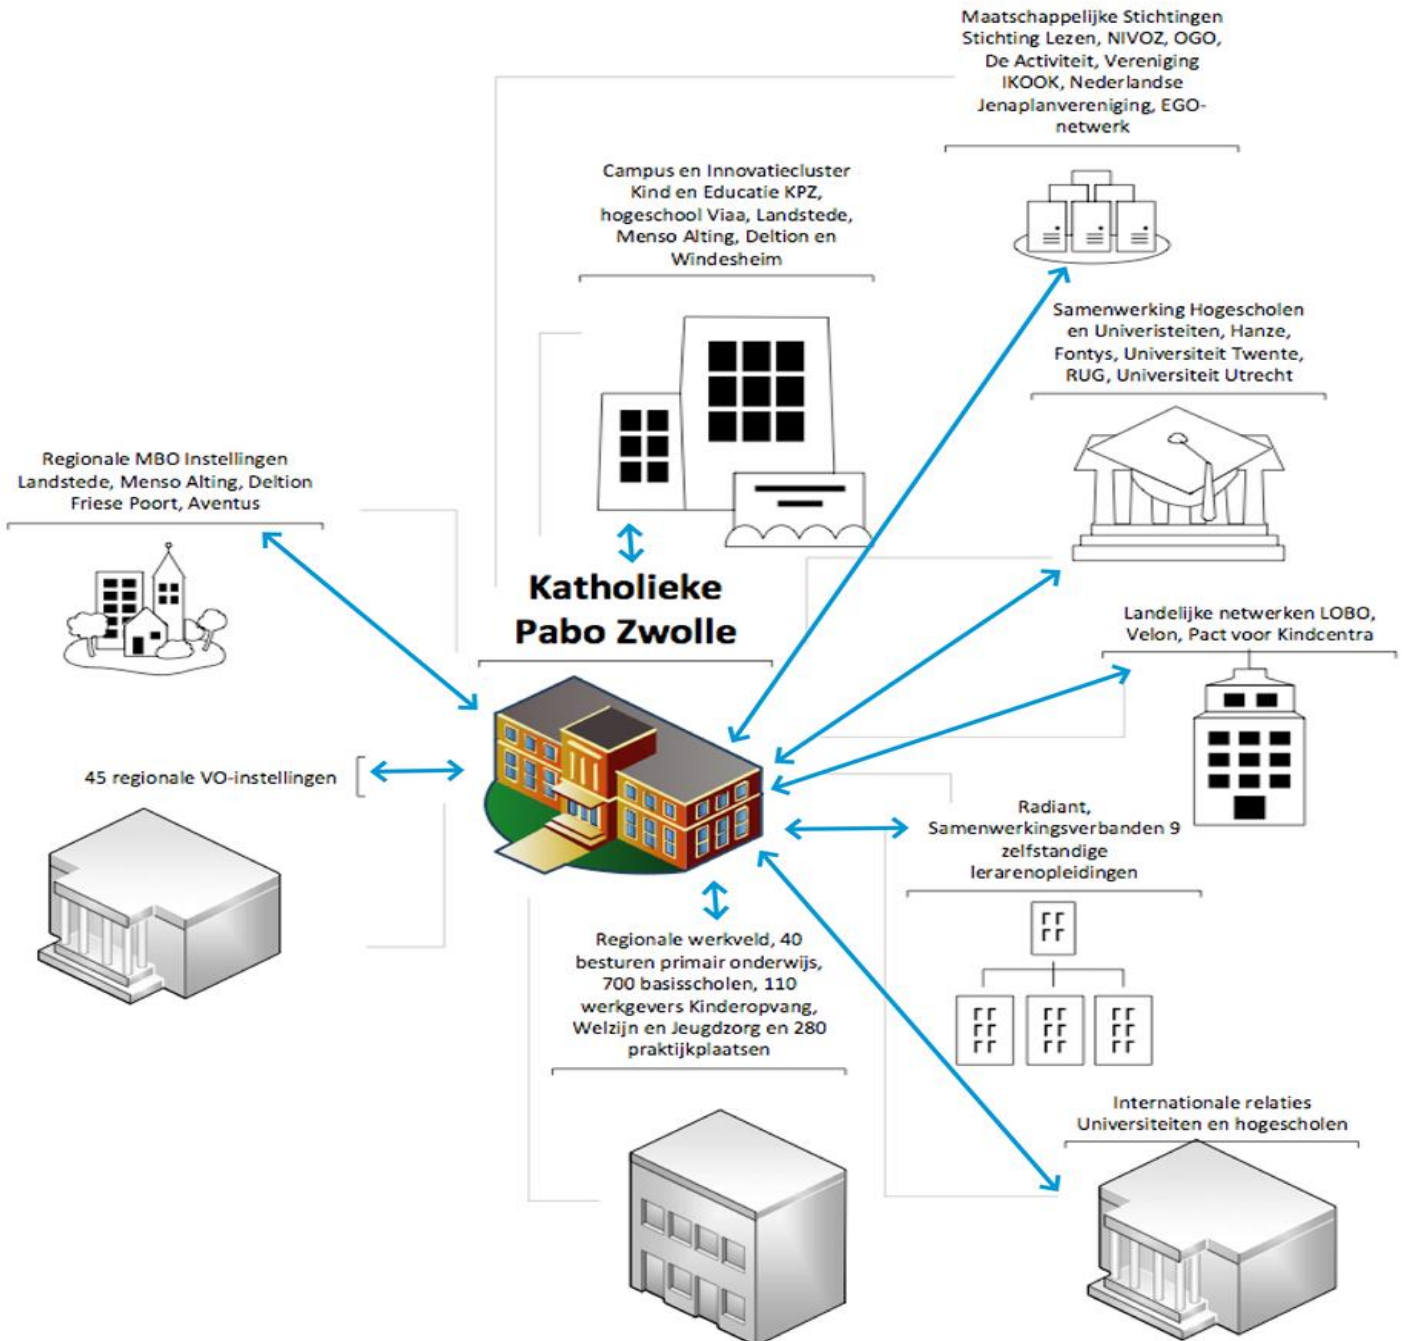 Maatschappelijke Stichtingen
Stichting Lezen, NIVOZ, OGO,
De Activiteit, Vereniging
IKOOK, Nederlandse
Jenaplanvereniging, EGO-
netwerk
Campus en Innovatiecluster
Kind en Educatie KPZ,
hogeschool Viaa, Landstede,
Menso Alting, Deltion en
Windesheim
Samenwerking Hogescholen
en Univeristeiten, Hanze,
Fontys, Universiteit Twente,
RUG, Universiteit Utrecht
Regionale MBO Instellingen
Landstede, Menso Alting, Deltion
Friese Poort, Aventus
Katholieke
Pabo Zwolle
Landelijke netwerken LOBO,
Velon, Pact voor Kindcentra
45 regionale VO-instellingen
Radiant,
Samenwerkingsverbanden 9
zelfstandige
lerarenopleidingen
Regionale werkveld, 40
besturen primair onderwijs,
700 basisscholen, 110
werkgevers Kinderopvang,
Welzijn en Jeugdzorg en 280
praktijkplaatsen
Internationale relaties
Universiteiten en hogescholen